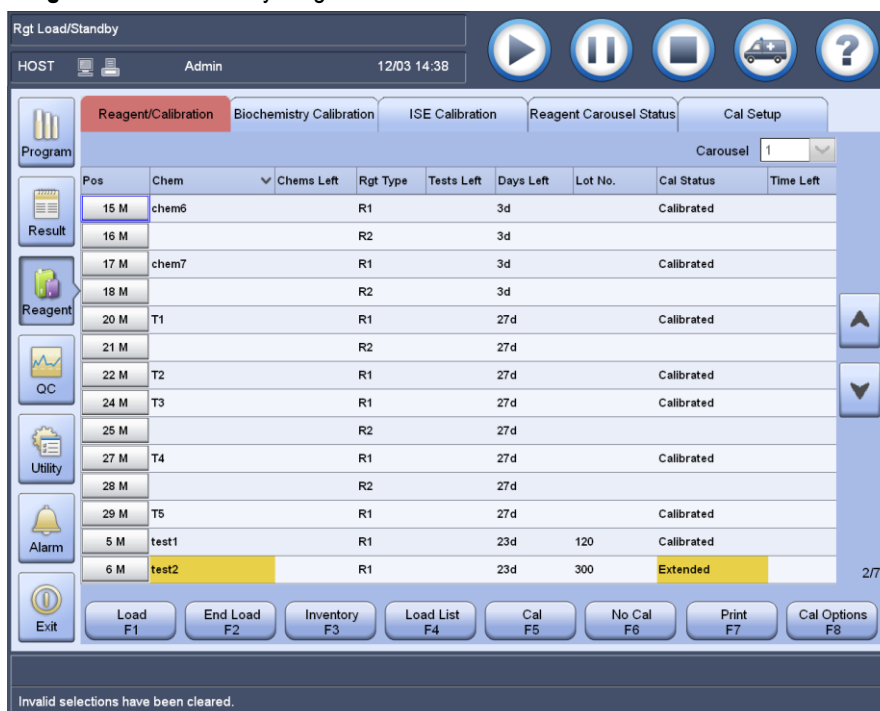 Rgt Load/Standby
HOST Admin 12/03 14:38
Program
Result
Reagent
QC
Utility
Alarm
Exit
Reagent/Calibration Biochemistry Calibration ISE Calibration Reagent Carousel Status Cal Setup
Carousel 1
Pos Chem Chems Left Rgt Type Tests Left Days Left Lot No. Cal Status Time Left
15 M chem6 R1 3d Calibrated
16 M R2 3d
17 M chem7 R1 3d Calibrated
18 M R2 3d
20 M T1 R1 27d Calibrated
21 M R2 27d
22 M T2 R1 27d Calibrated
24 M T3 R1 27d Calibrated
25 M R2 27d
27 M T4 R1 27d Calibrated
28 M R2 27d
29 M T5 R1 27d Calibrated
5 M test1 R1 23d 120 Calibrated
6 M test2 R1 23d 300 Extended
2/7
Load End Load Inventory Load List Cal No Cal Print Cal Options
F1 F2 F3 F4 F5 F6 F7 F8
Invalid selections have been cleared.